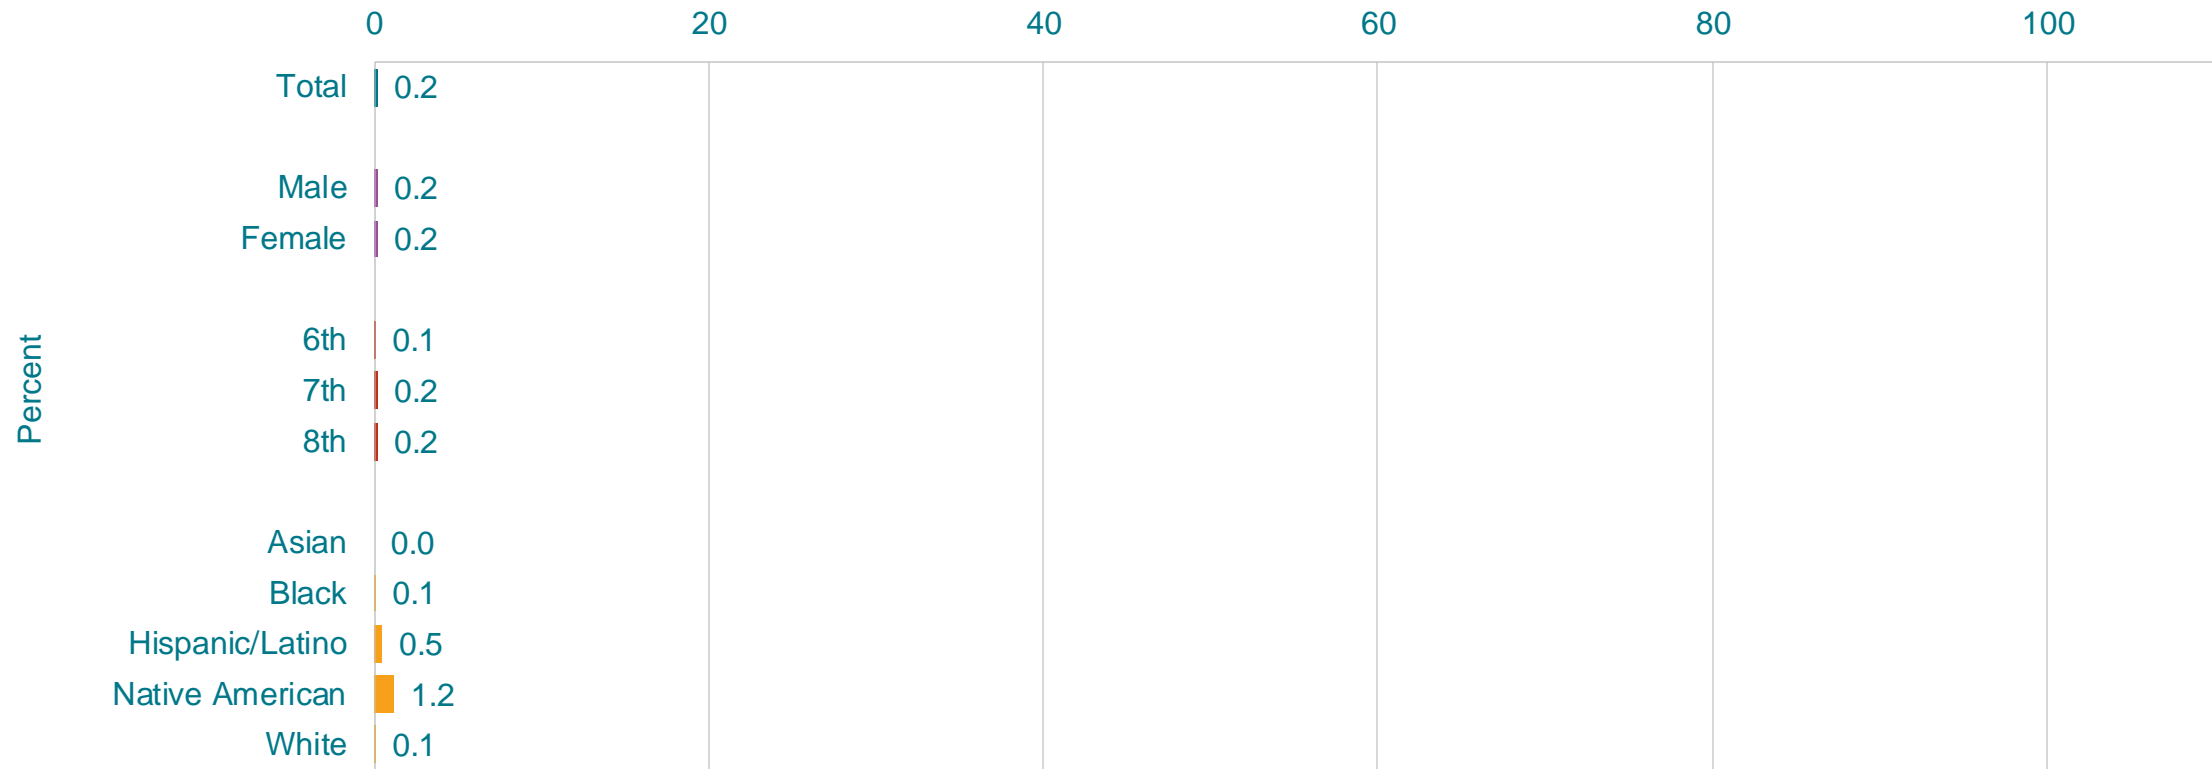 0 20 40 60 80 100
Total 0.2
Male 0.2
Female 0.2
6th 0.1
7th 0.2
8th 0.2
Asian 0.0
Black 0.1
Hispanic/Latino 0.5
Native American 1.2
White 0.1
Percent